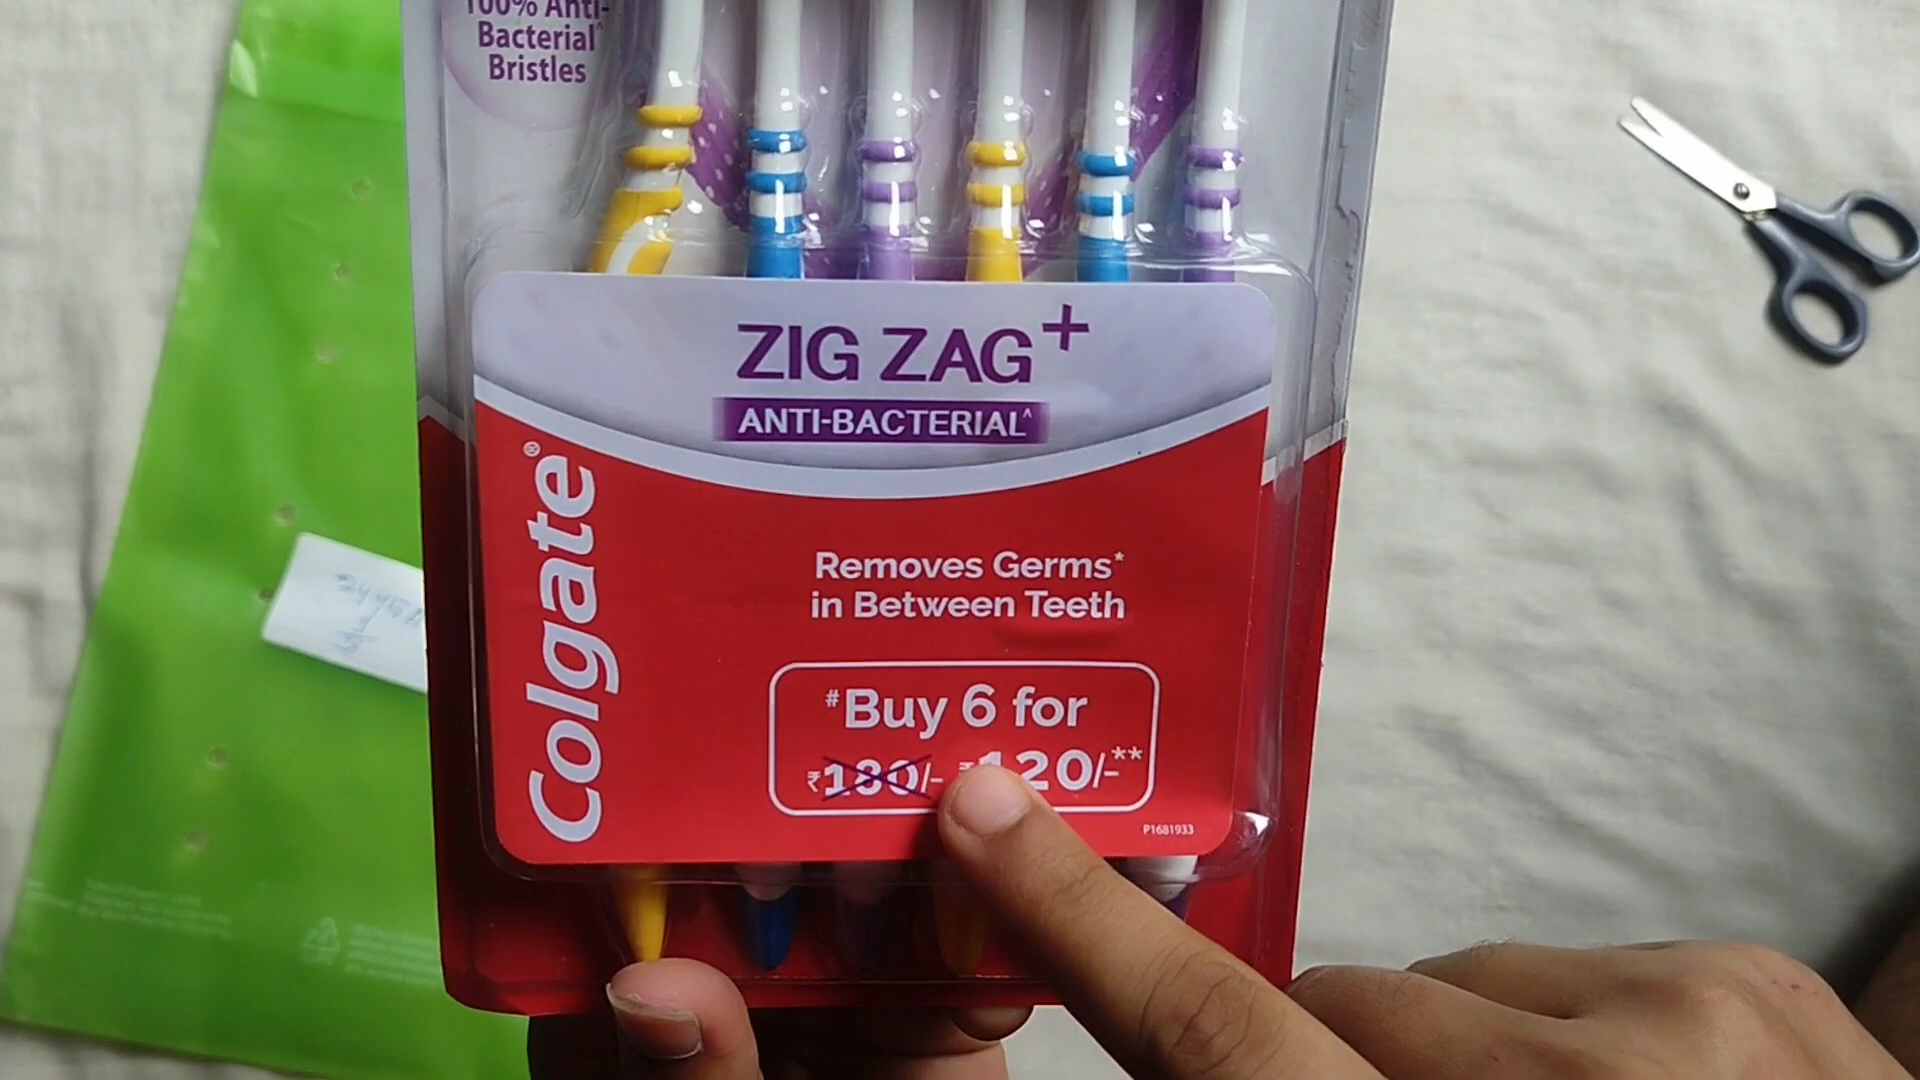 100% Anti-
Bacterial^
Bristles
ZIG ZAG+
ANTI-BACTERIAL^
Colgate®
Removes Germs*
in Between Teeth
#Buy 6 for
₹180/- ₹120/-**
P1681933